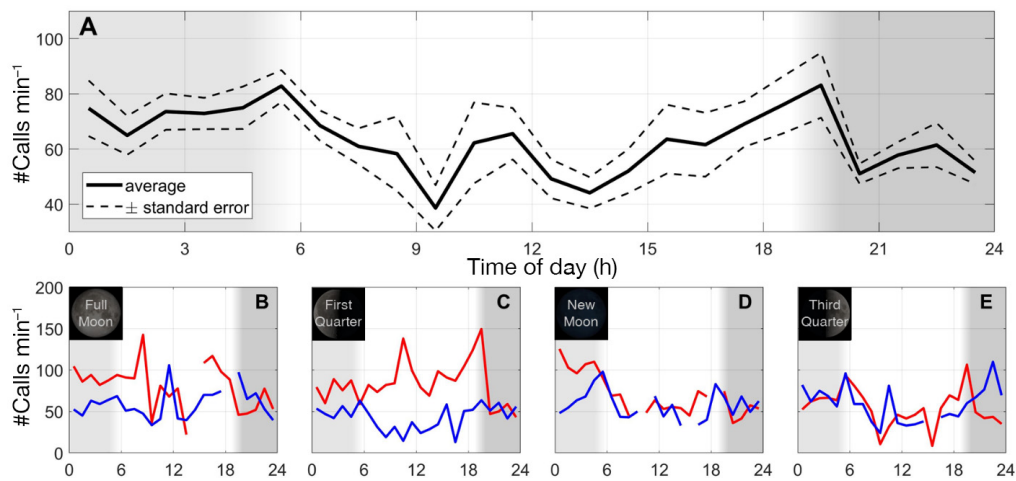 A
100
80
60
40
#Calls min⁻¹
average
± standard error
0 3 6 9 12 15 18 21 24
Time of day (h)
200
150
100
50
0
#Calls min⁻¹
Full
Moon
B
First
Quarter
C
New
Moon
D
Third
Quarter
E
0 6 12 18 24
0 6 12 18 24
0 6 12 18 24
0 6 12 18 24